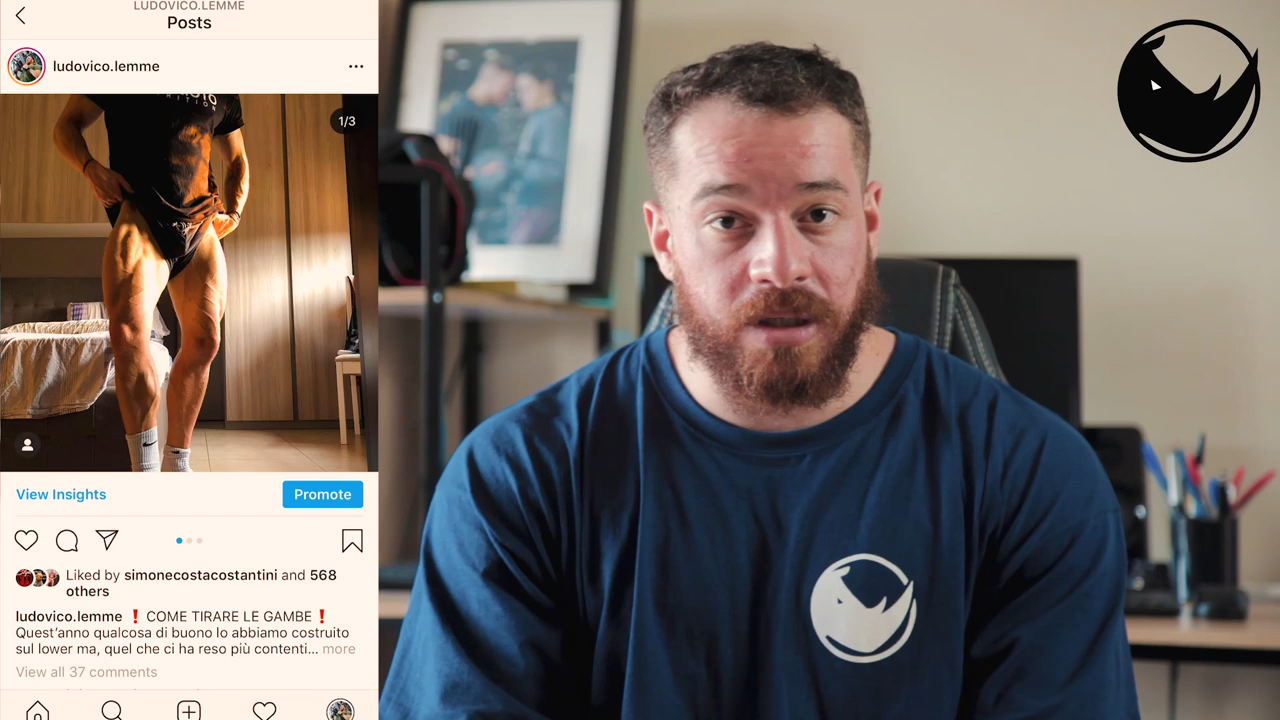 LUDOVICO.LEMME
Posts
ludovico.lemme
1/3
View Insights
Promote
Liked by simonecostacostantini and 568
others
ludovico.lemme ❗ COME TIRARE LE GAMBE ❗
Quest'anno qualcosa di buono lo abbiamo costruito
sul lower ma, quel che ci ha reso più contenti... more
View all 37 comments